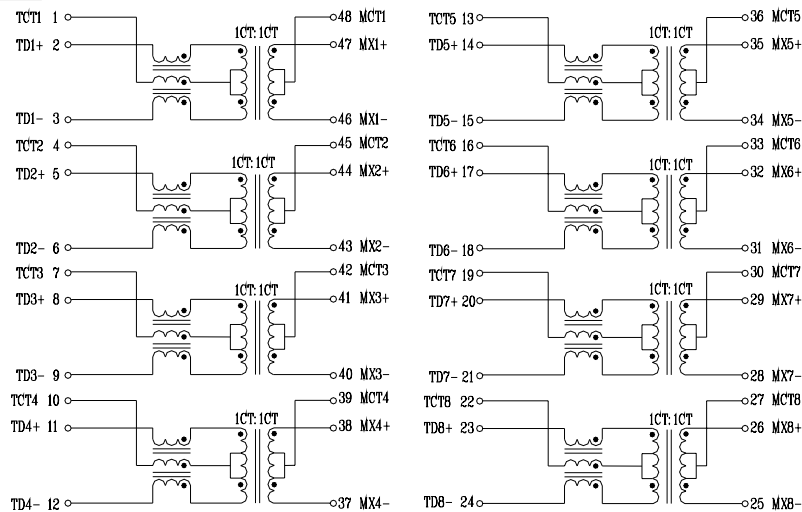 TCT1 1 1CT:1CT 48 MCT1
TD1+ 2 47 MX1+
TD1- 3 46 MX1-
TCT2 4 45 MCT2
TD2+ 5 1CT:1CT 44 MX2+
TD2- 6 43 MX2-
TCT3 7 42 MCT3
TD3+ 8 1CT:1CT 41 MX3+
TD3- 9 40 MX3-
TCT4 10 39 MCT4
TD4+ 11 1CT:1CT 38 MX4+
TD4- 12 37 MX4-
TCT5 13 1CT:1CT 36 MCT5
TD5+ 14 35 MX5+
TD5- 15 34 MX5-
TCT6 16 33 MCT6
TD6+ 17 1CT:1CT 32 MX6+
TD6- 18 31 MX6-
TCT7 19 30 MCT7
TD7+ 20 1CT:1CT 29 MX7+
TD7- 21 28 MX7-
TCT8 22 27 MCT8
TD8+ 23 1CT:1CT 26 MX8+
TD8- 24 25 MX8-